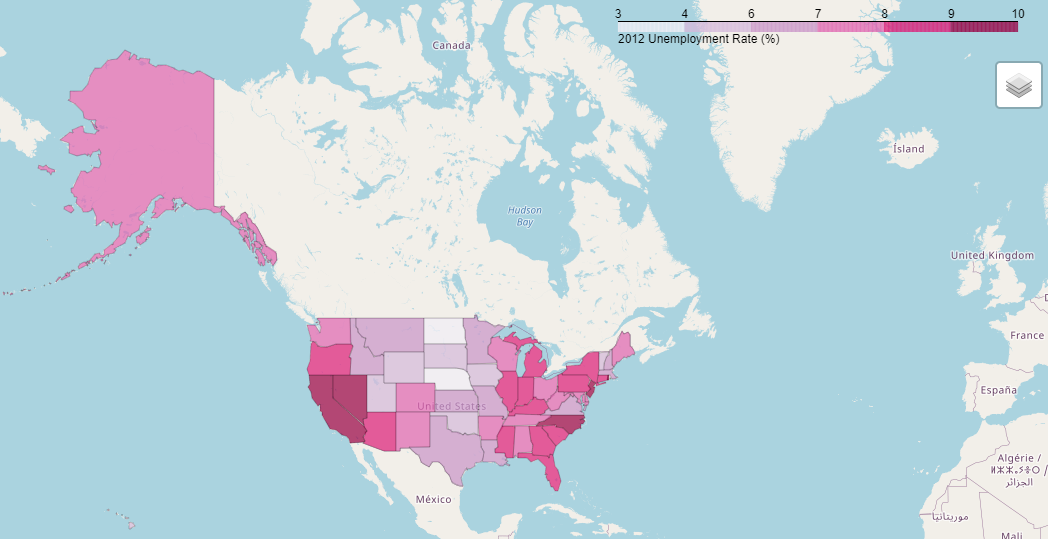 3 4 5 6 7 8 9 10
2012 Unemployment Rate (%)
Canada
Ísland
Hudson
Bay
United Kingdom
France
España
United States
Algérie /
الجزائر
México
موريتانيا
Mali